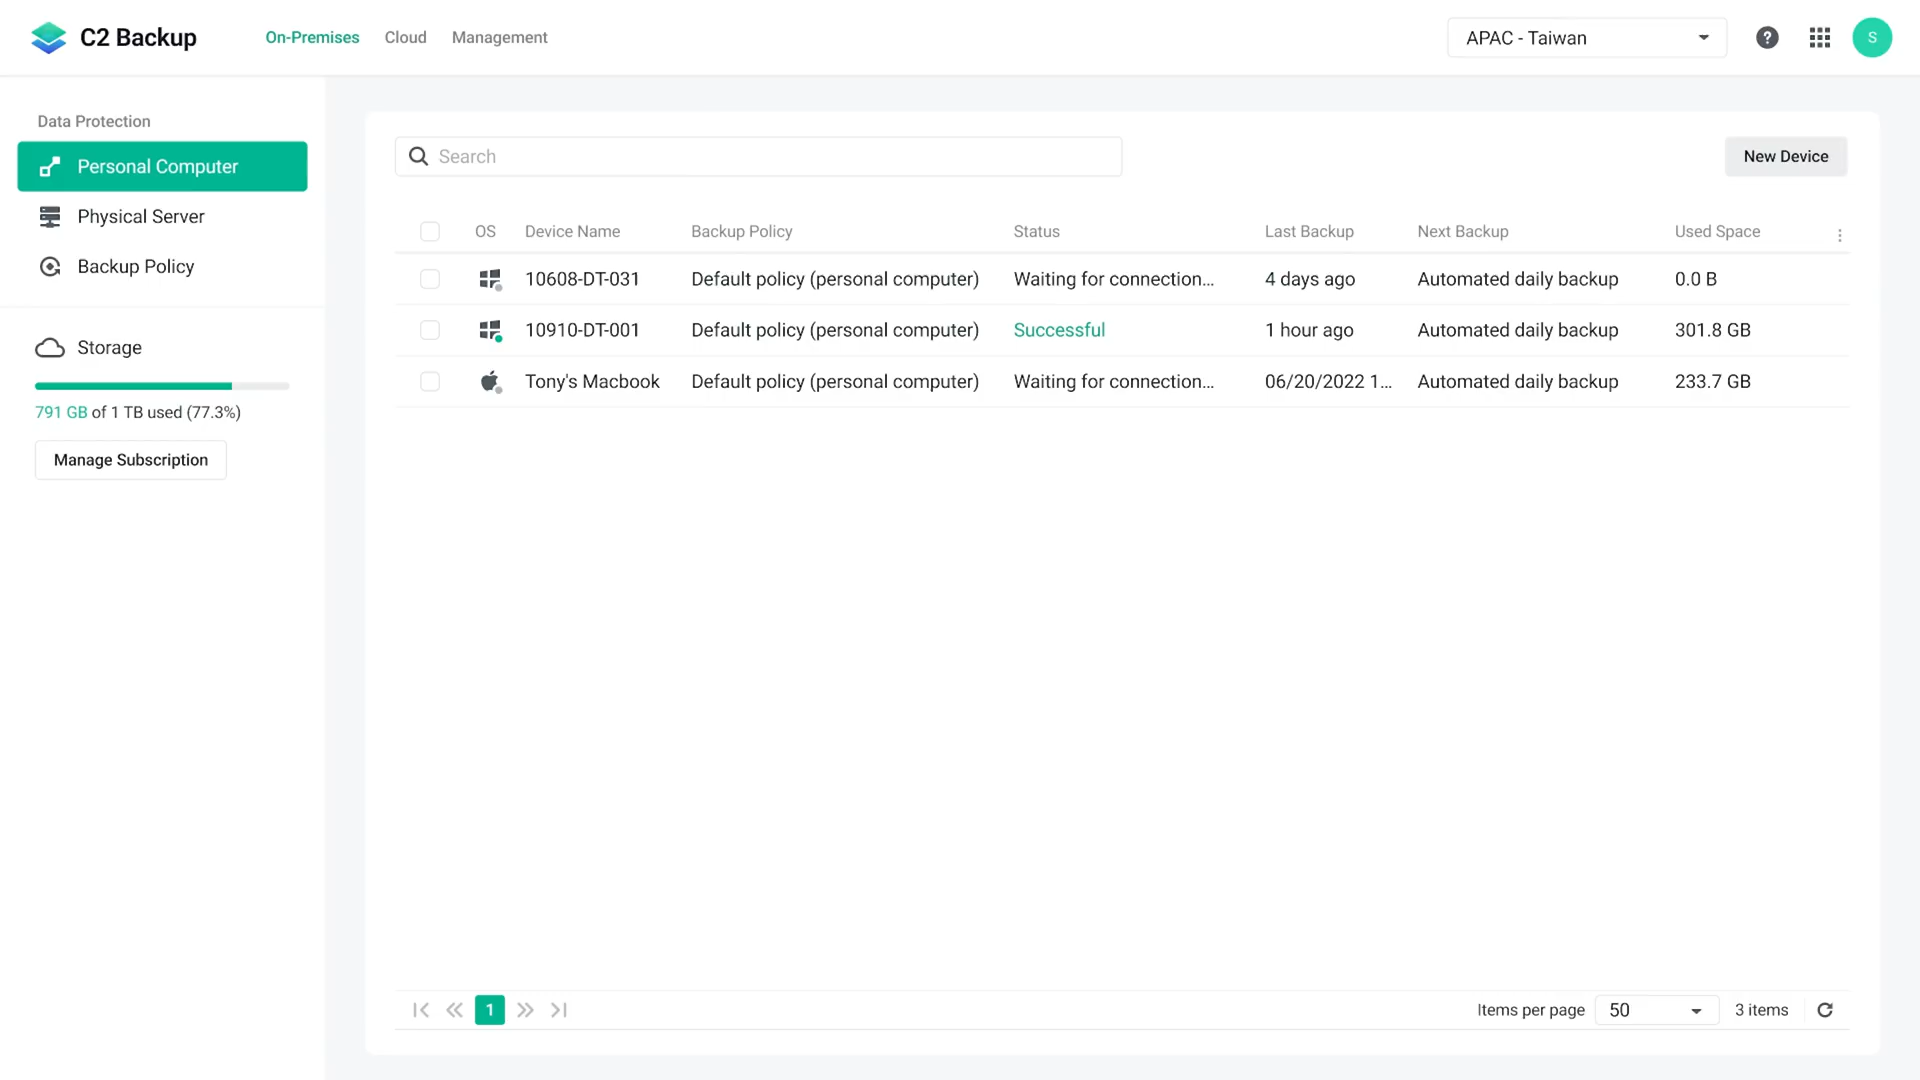 C2 Backup
On-Premises
Cloud
Management
APAC - Taiwan
?
S
Data Protection
Personal Computer
Physical Server
Backup Policy
Storage
791 GB of 1 TB used (77.3%)
Manage Subscription
Search
New Device
OS Device Name Backup Policy Status Last Backup Next Backup Used Space
10608-DT-031 Default policy (personal computer) Waiting for connection... 4 days ago Automated daily backup 0.0 B
10910-DT-001 Default policy (personal computer) Successful 1 hour ago Automated daily backup 301.8 GB
Tony's Macbook Default policy (personal computer) Waiting for connection... 06/20/2022 1... Automated daily backup 233.7 GB
1
Items per page 50 3 items